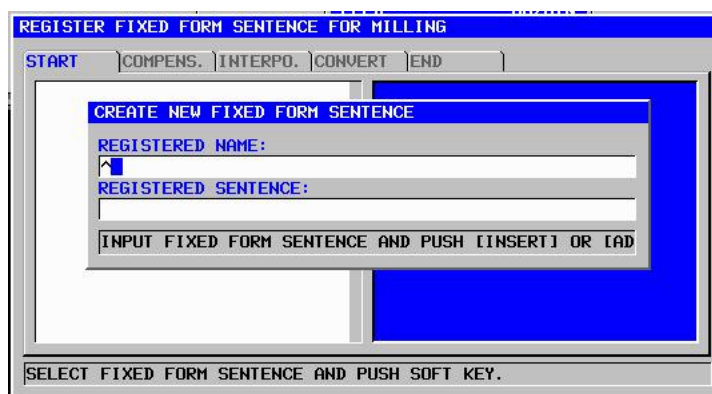 REGISTER FIXED FORM SENTENCE FOR MILLING
START COMPENS. INTERPO. CONVERT END
CREATE NEW FIXED FORM SENTENCE
REGISTERED NAME:
^
REGISTERED SENTENCE:
INPUT FIXED FORM SENTENCE AND PUSH [INSERT] OR [AD
SELECT FIXED FORM SENTENCE AND PUSH SOFT KEY.